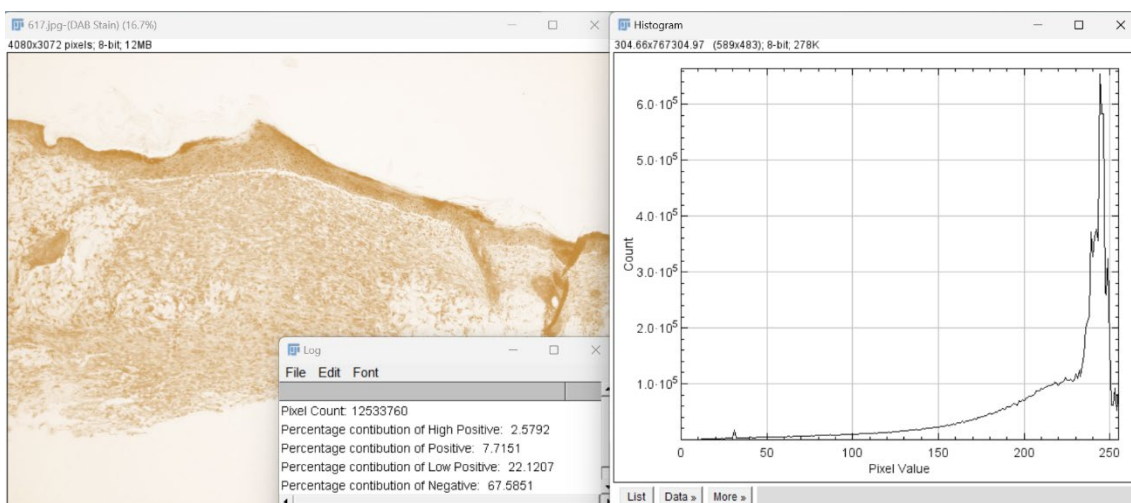 617.jpg-(DAB Stain) (16.7%)
4080x3072 pixels; 8-bit; 12MB
Log
File Edit Font
Pixel Count: 12533760
Percentage contibution of High Positive: 2.5792
Percentage contibution of Positive: 7.7151
Percentage contibution of Low Positive: 22.1207
Percentage contibution of Negative: 67.5851
Histogram
304.66x767304.97 (589x483); 8-bit; 278K
6.0·10⁵
5.0·10⁵
4.0·10⁵
3.0·10⁵
2.0·10⁵
1.0·10⁵
Count
0 50 100 150 200 250
Pixel Value
List Data » More »